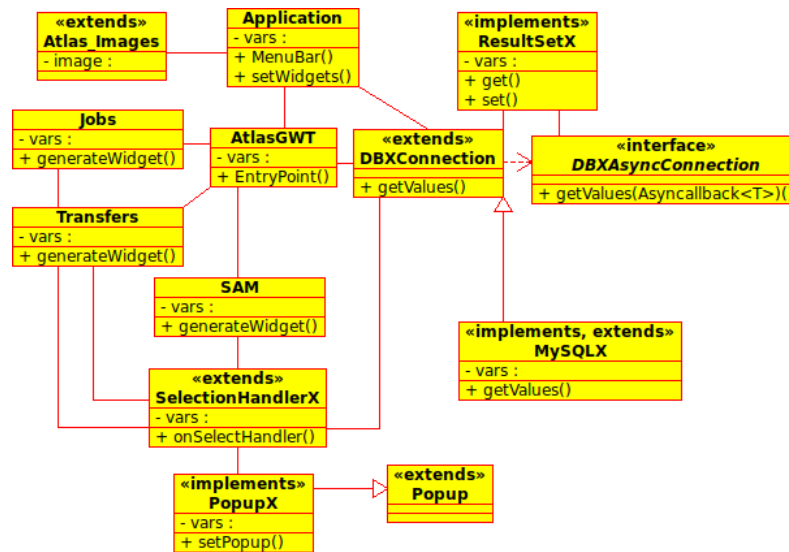 «extends»
Atlas_Images
- image :
Application
- vars :
+ MenuBar()
+ setWidgets()
«implements»
ResultSetX
- vars :
+ get()
+ set()
Jobs
- vars :
+ generateWidget()
AtlasGWT
- vars :
+ EntryPoint()
«extends»
DBXConnection
+ getValues()
«interface»
DBXAsyncConnection
+ getValues(Asyncallback<T>)(
Transfers
- vars :
+ generateWidget()
SAM
- vars :
+ generateWidget()
«implements, extends»
MySQLX
- vars :
+ getValues()
«extends»
SelectionHandlerX
- vars :
+ onSelectHandler()
«implements»
PopupX
- vars :
+ setPopup()
«extends»
Popup